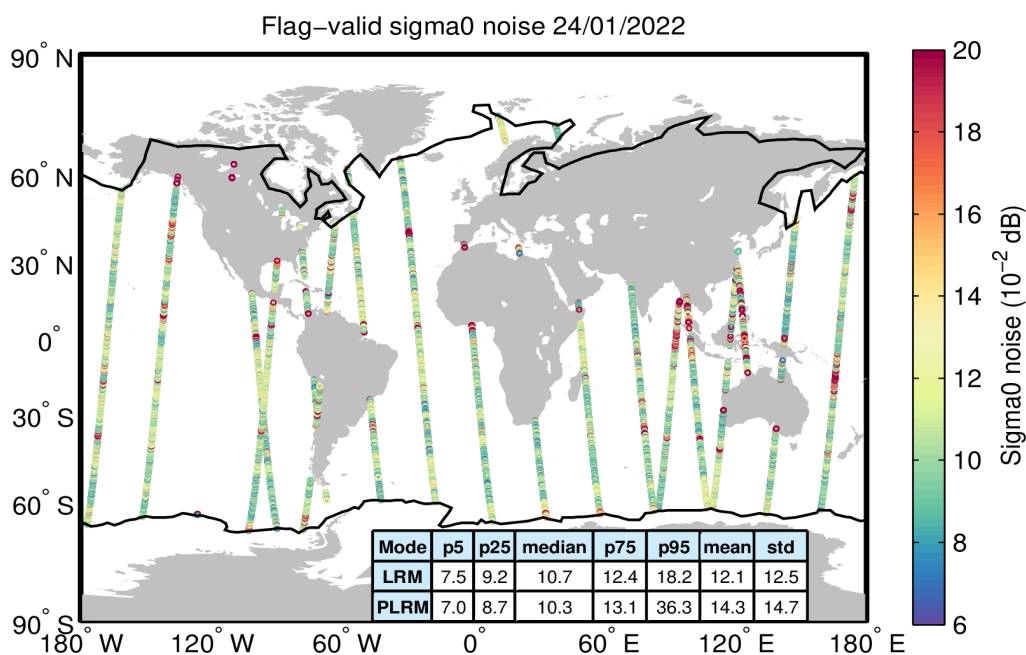 Flag−valid sigma0 noise 24/01/2022
90° N
60° N
30° N
0°
30° S
60° S
90° S
180° W
120° W
60° W
0°
60° E
120° E
180° E
Mode p5 p25 median p75 p95 mean std
LRM 7.5 9.2 10.7 12.4 18.2 12.1 12.5
PLRM 7.0 8.7 10.3 13.1 36.3 14.3 14.7
20
18
16
14
12
10
8
6
Sigma0 noise (10⁻² dB)